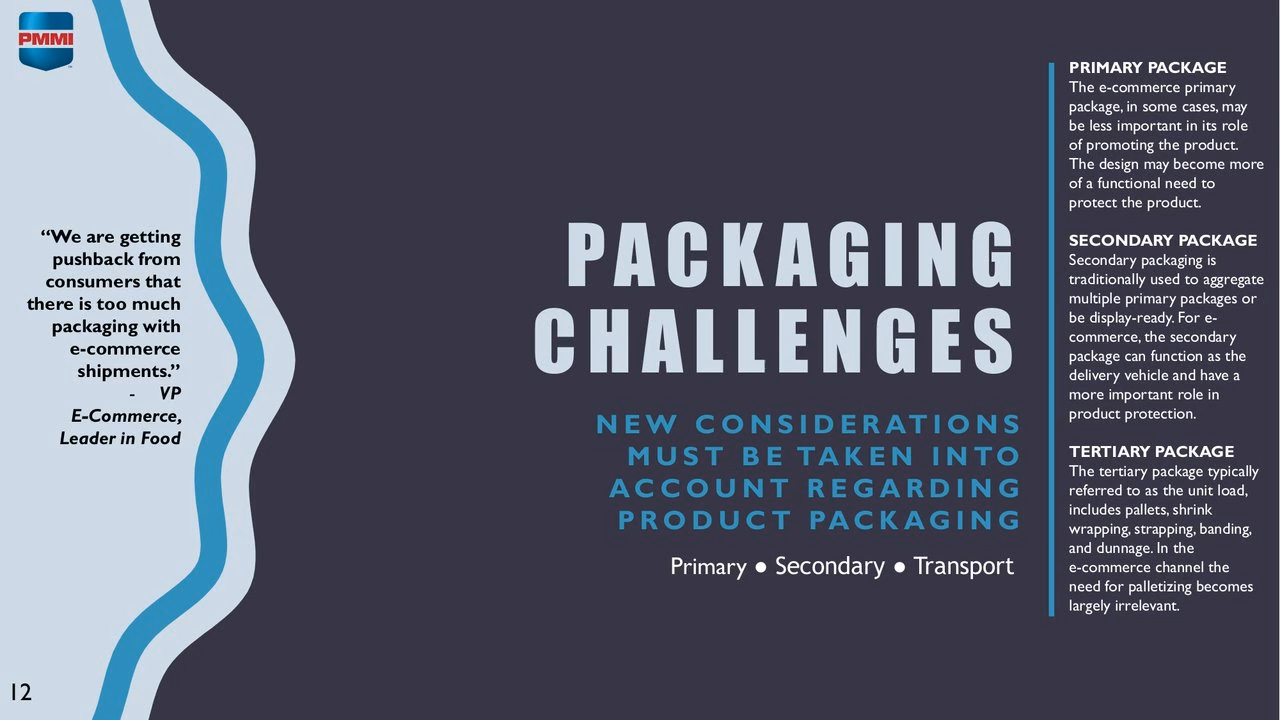 PMMI
“We are getting
pushback from
consumers that
there is too much
packaging with
e-commerce
shipments.”
- VP
E-Commerce,
Leader in Food
PACKAGING
CHALLENGES
NEW CONSIDERATIONS
MUST BE TAKEN INTO
ACCOUNT REGARDING
PRODUCT PACKAGING
Primary ● Secondary ● Transport
PRIMARY PACKAGE
The e-commerce primary
package, in some cases, may
be less important in its role
of promoting the product.
The design may become more
of a functional need to
protect the product.
SECONDARY PACKAGE
Secondary packaging is
traditionally used to aggregate
multiple primary packages or
be display-ready. For e-
commerce, the secondary
package can function as the
delivery vehicle and have a
more important role in
product protection.
TERTIARY PACKAGE
The tertiary package typically
referred to as the unit load,
includes pallets, shrink
wrapping, strapping, banding,
and dunnage. In the
e-commerce channel the
need for palletizing becomes
largely irrelevant.
12